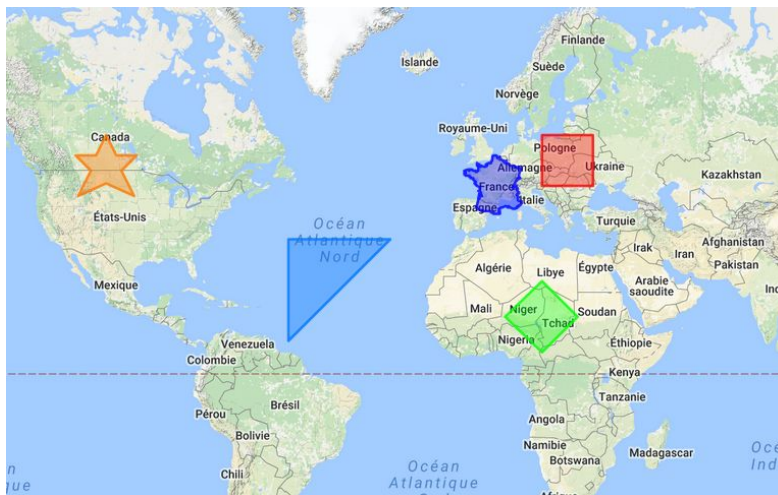 Finlande
Islande
Suède
Norvège
Royaume-Uni
Canada
Pologne
Allemagne
Ukraine
Kazakhstan
France
Italie
Espagne
États-Unis
Océan
Atlantique
Nord
Turquie
Irak
Iran
Afghanistan
Pakistan
Algérie
Libye
Égypte
Arabie
saoudite
Mexique
Mali
Niger
Tchad
Soudan
Nigeria
Éthiopie
Venezuela
Colombie
Kenya
Tanzanie
Pérou
Brésil
Bolivie
Angola
Namibie
Botswana
Madagascar
Chili
Océan
Atlantique